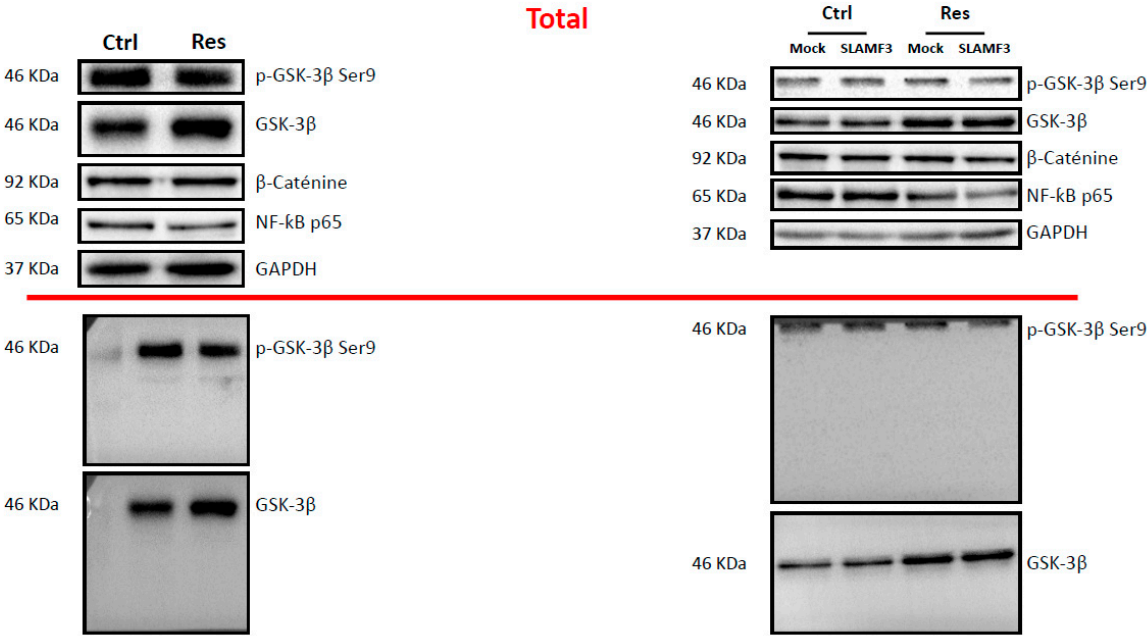 Total
Ctrl Res
46 KDa p-GSK-3β Ser9
46 KDa GSK-3β
92 KDa β-Caténine
65 KDa NF-ƙB p65
37 KDa GAPDH
Ctrl Res
Mock SLAMF3 Mock SLAMF3
46 KDa p-GSK-3β Ser9
46 KDa GSK-3β
92 KDa β-Caténine
65 KDa NF-ƙB p65
37 KDa GAPDH
46 KDa p-GSK-3β Ser9
46 KDa GSK-3β
46 KDa p-GSK-3β Ser9
46 KDa GSK-3β